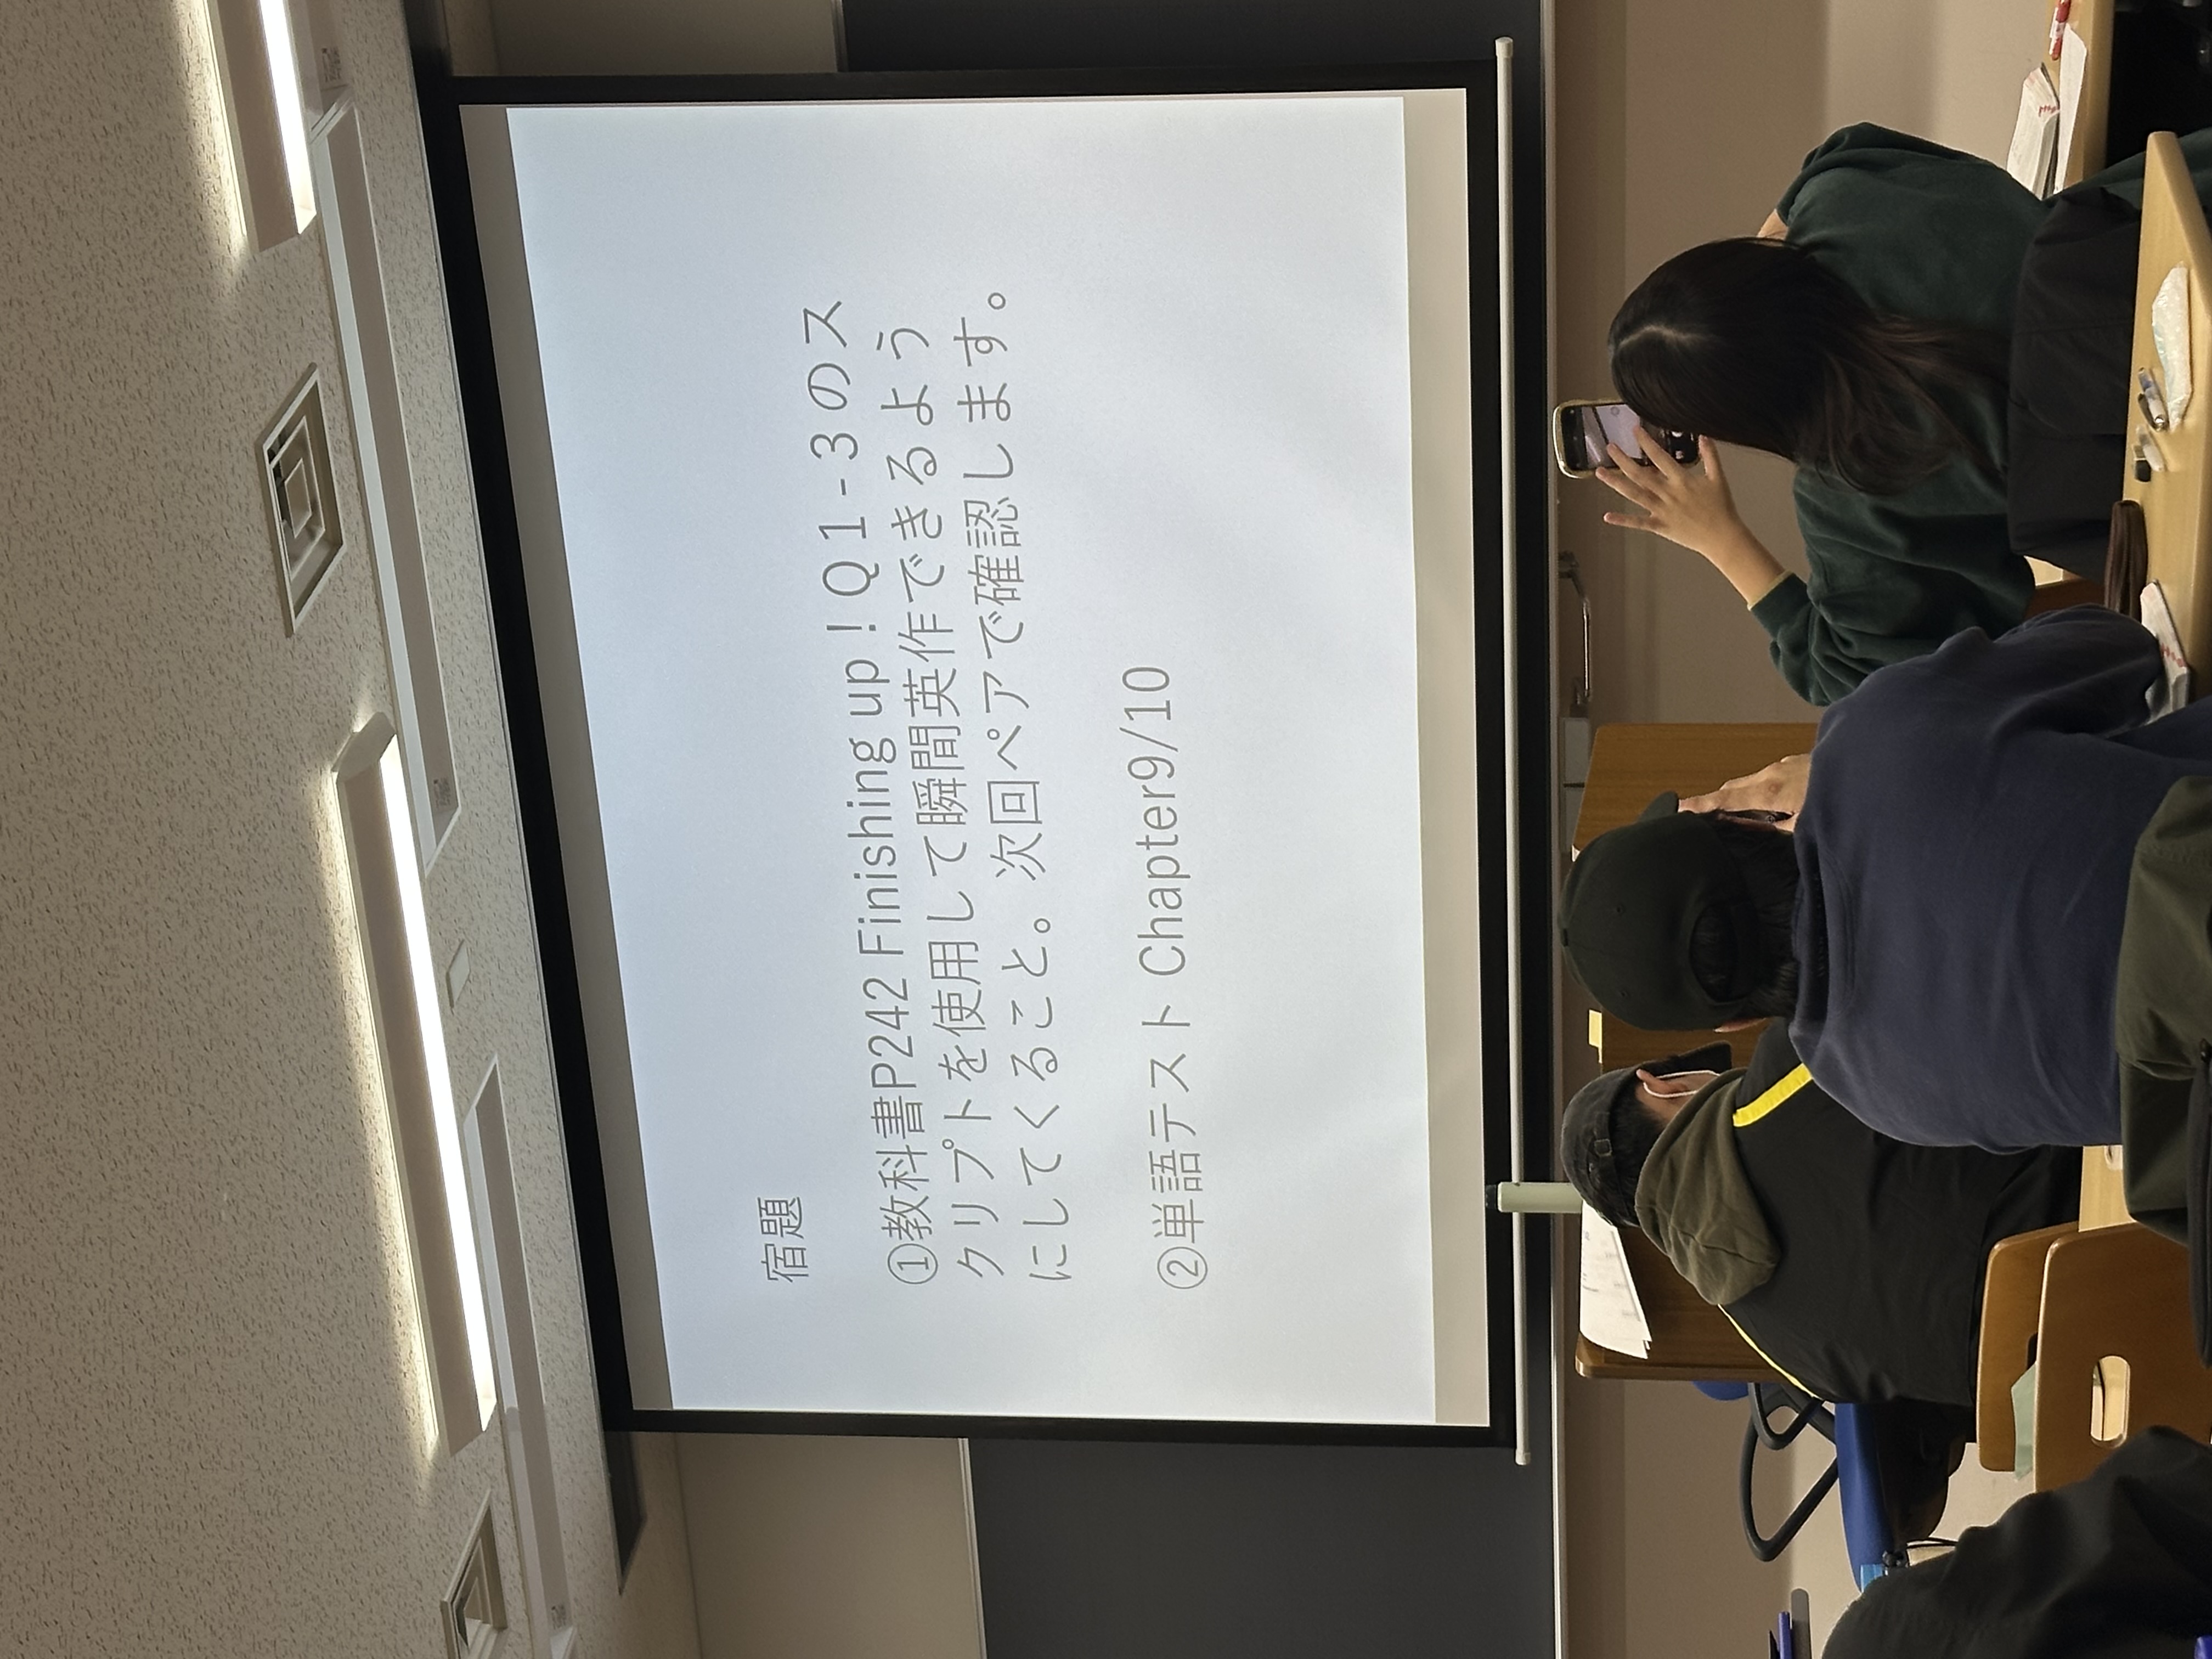 宿題
①教科書P242 Finishing up！Q１-３のス
クリプトを使用して瞬間英作できるよう
にしてくること。次回ペアで確認します。
②単語テスト Chapter9/10